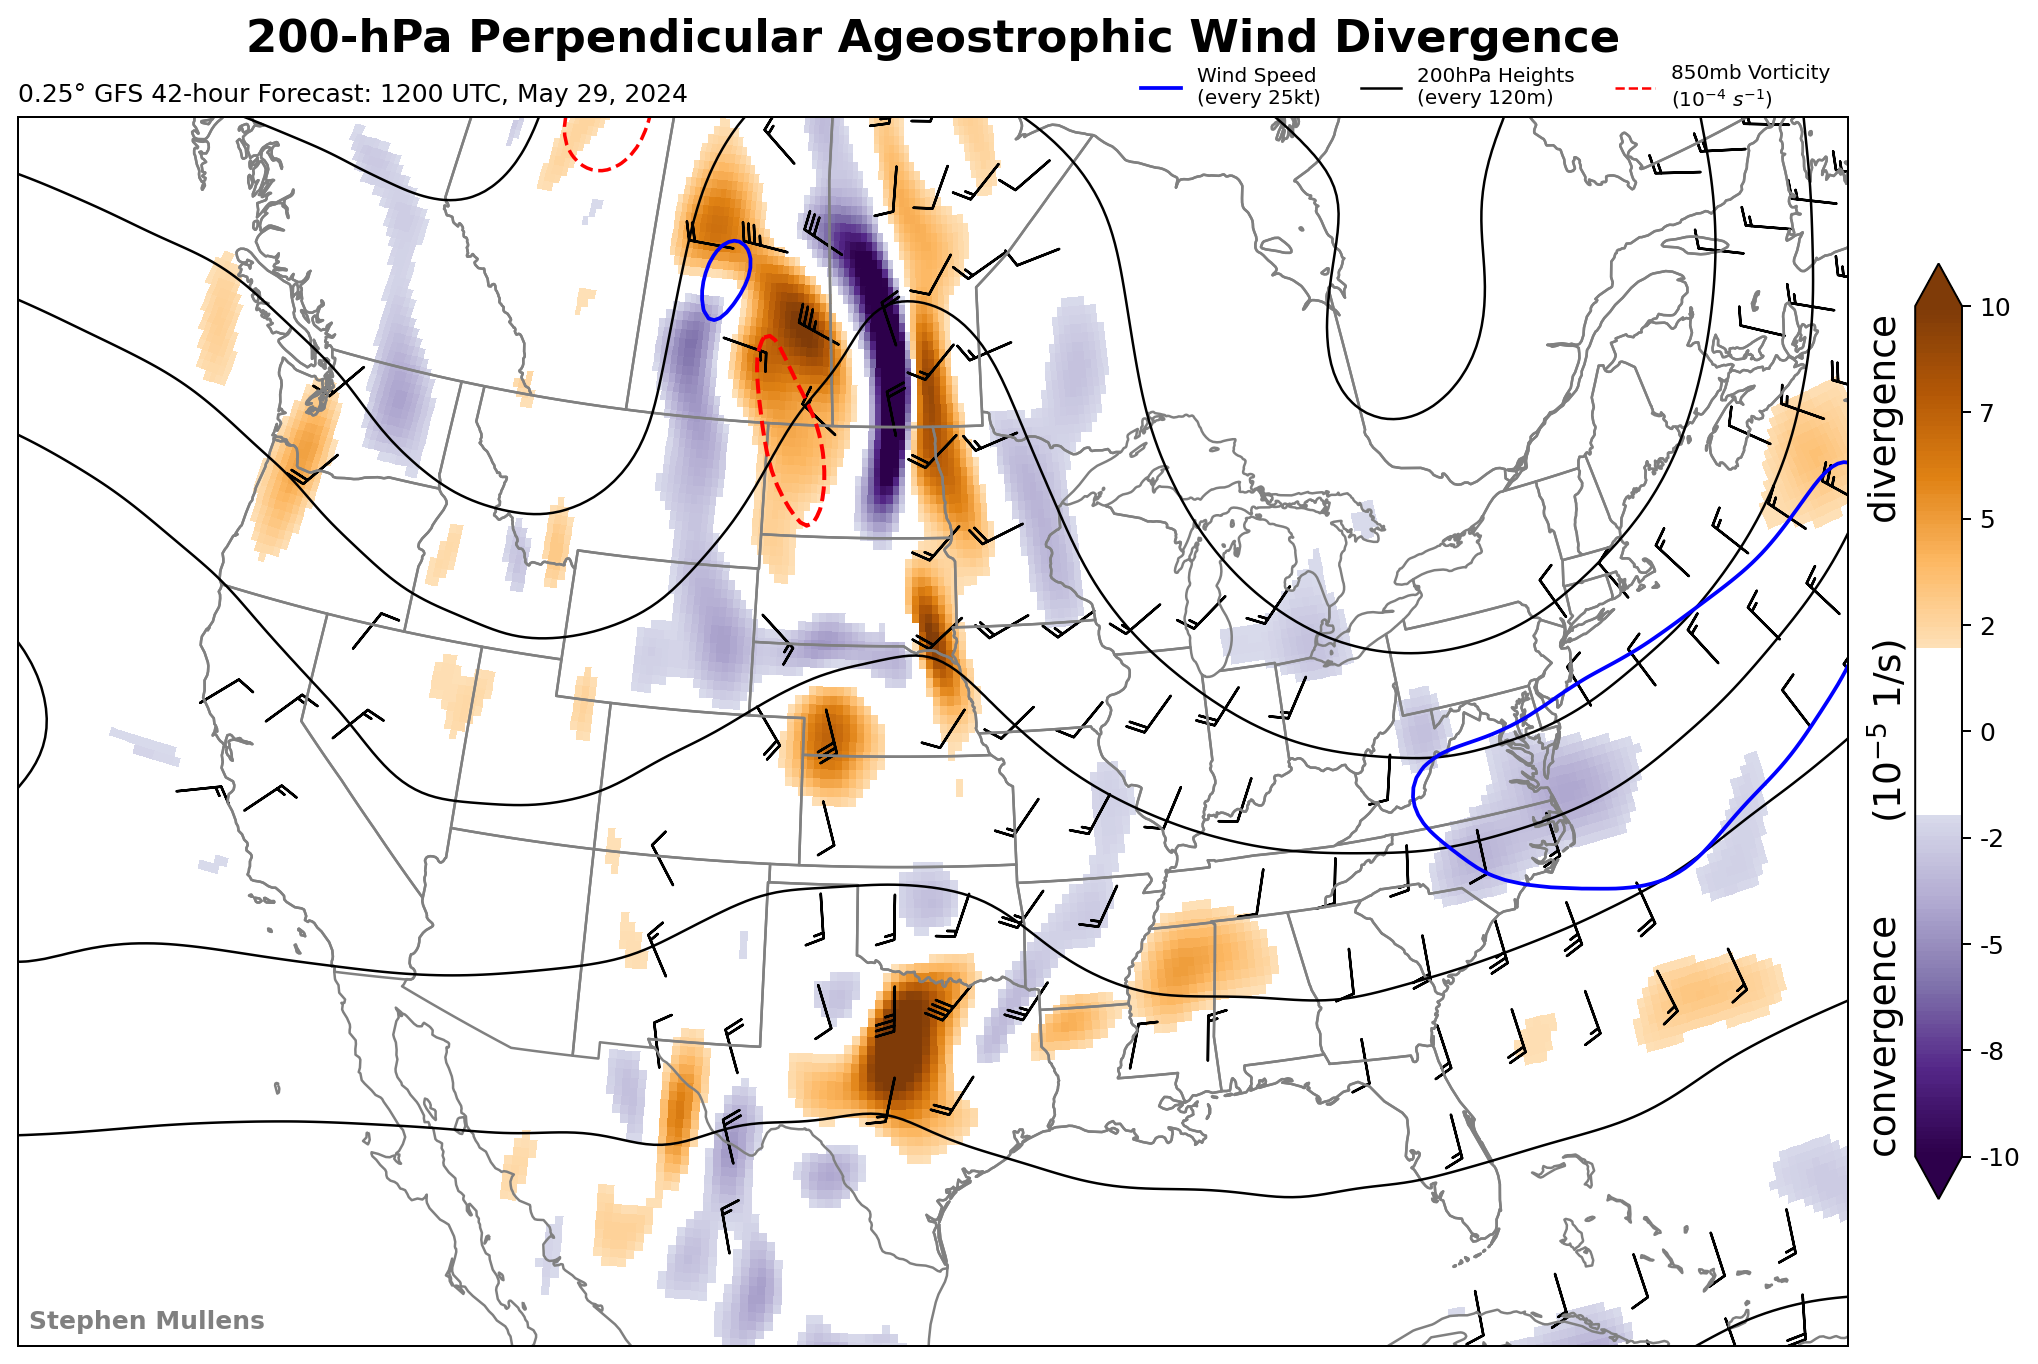 200-hPa Perpendicular Ageostrophic Wind Divergence
0.25° GFS 42-hour Forecast: 1200 UTC, May 29, 2024
Wind Speed
(every 25kt)
200hPa Heights
(every 120m)
850mb Vorticity
(10⁻⁴ s⁻¹)
10
7
5
2
0
-2
-5
-8
-10
convergence (10⁻⁵ 1/s) divergence
Stephen Mullens